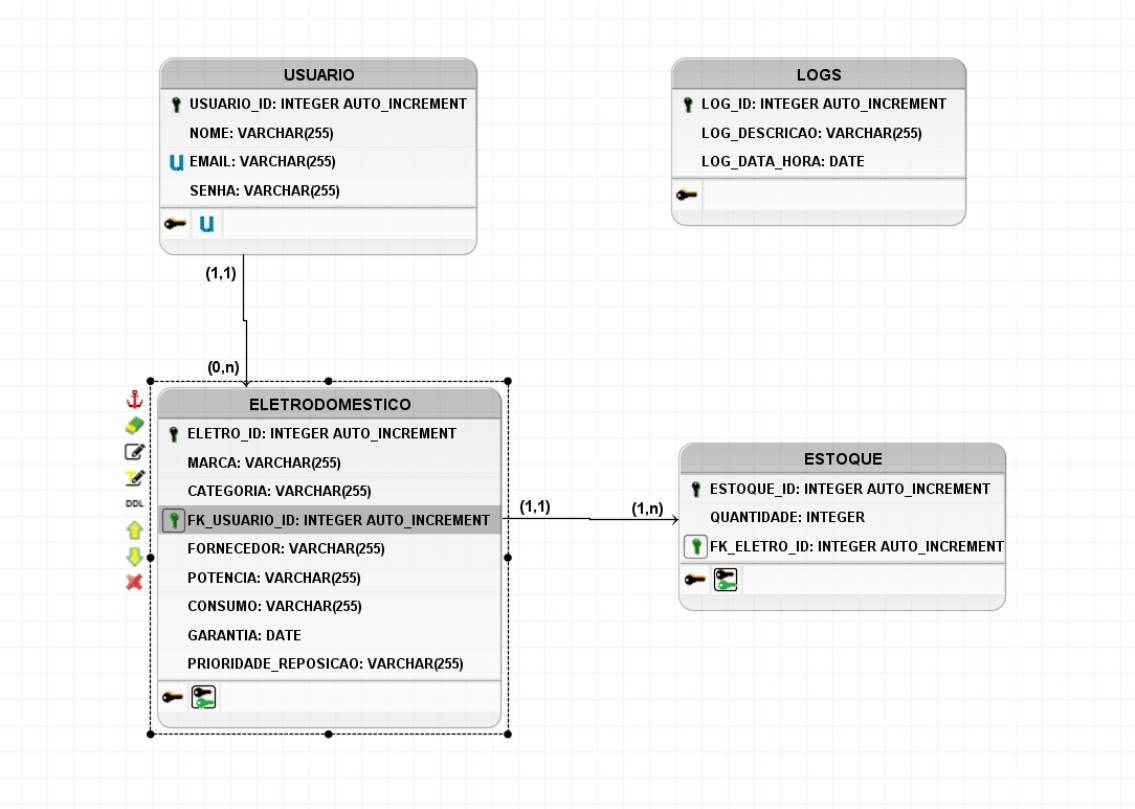 USUARIO
USUARIO_ID: INTEGER AUTO_INCREMENT
NOME: VARCHAR(255)
U EMAIL: VARCHAR(255)
SENHA: VARCHAR(255)
U
LOGS
LOG_ID: INTEGER AUTO_INCREMENT
LOG_DESCRICAO: VARCHAR(255)
LOG_DATA_HORA: DATE
(1,1)
(0,n)
ELETRODOMESTICO
ELETRO_ID: INTEGER AUTO_INCREMENT
MARCA: VARCHAR(255)
CATEGORIA: VARCHAR(255)
FK_USUARIO_ID: INTEGER AUTO_INCREMENT
FORNECEDOR: VARCHAR(255)
POTENCIA: VARCHAR(255)
CONSUMO: VARCHAR(255)
GARANTIA: DATE
PRIORIDADE_REPOSICAO: VARCHAR(255)
DDL
(1,1)
(1,n)
ESTOQUE
ESTOQUE_ID: INTEGER AUTO_INCREMENT
QUANTIDADE: INTEGER
FK_ELETRO_ID: INTEGER AUTO_INCREMENT